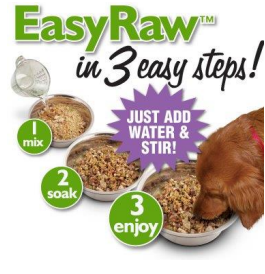 EasyRaw™
in 3 easy steps!
JUST ADD
WATER &
STIR!
1
mix
2
soak
3
enjoy